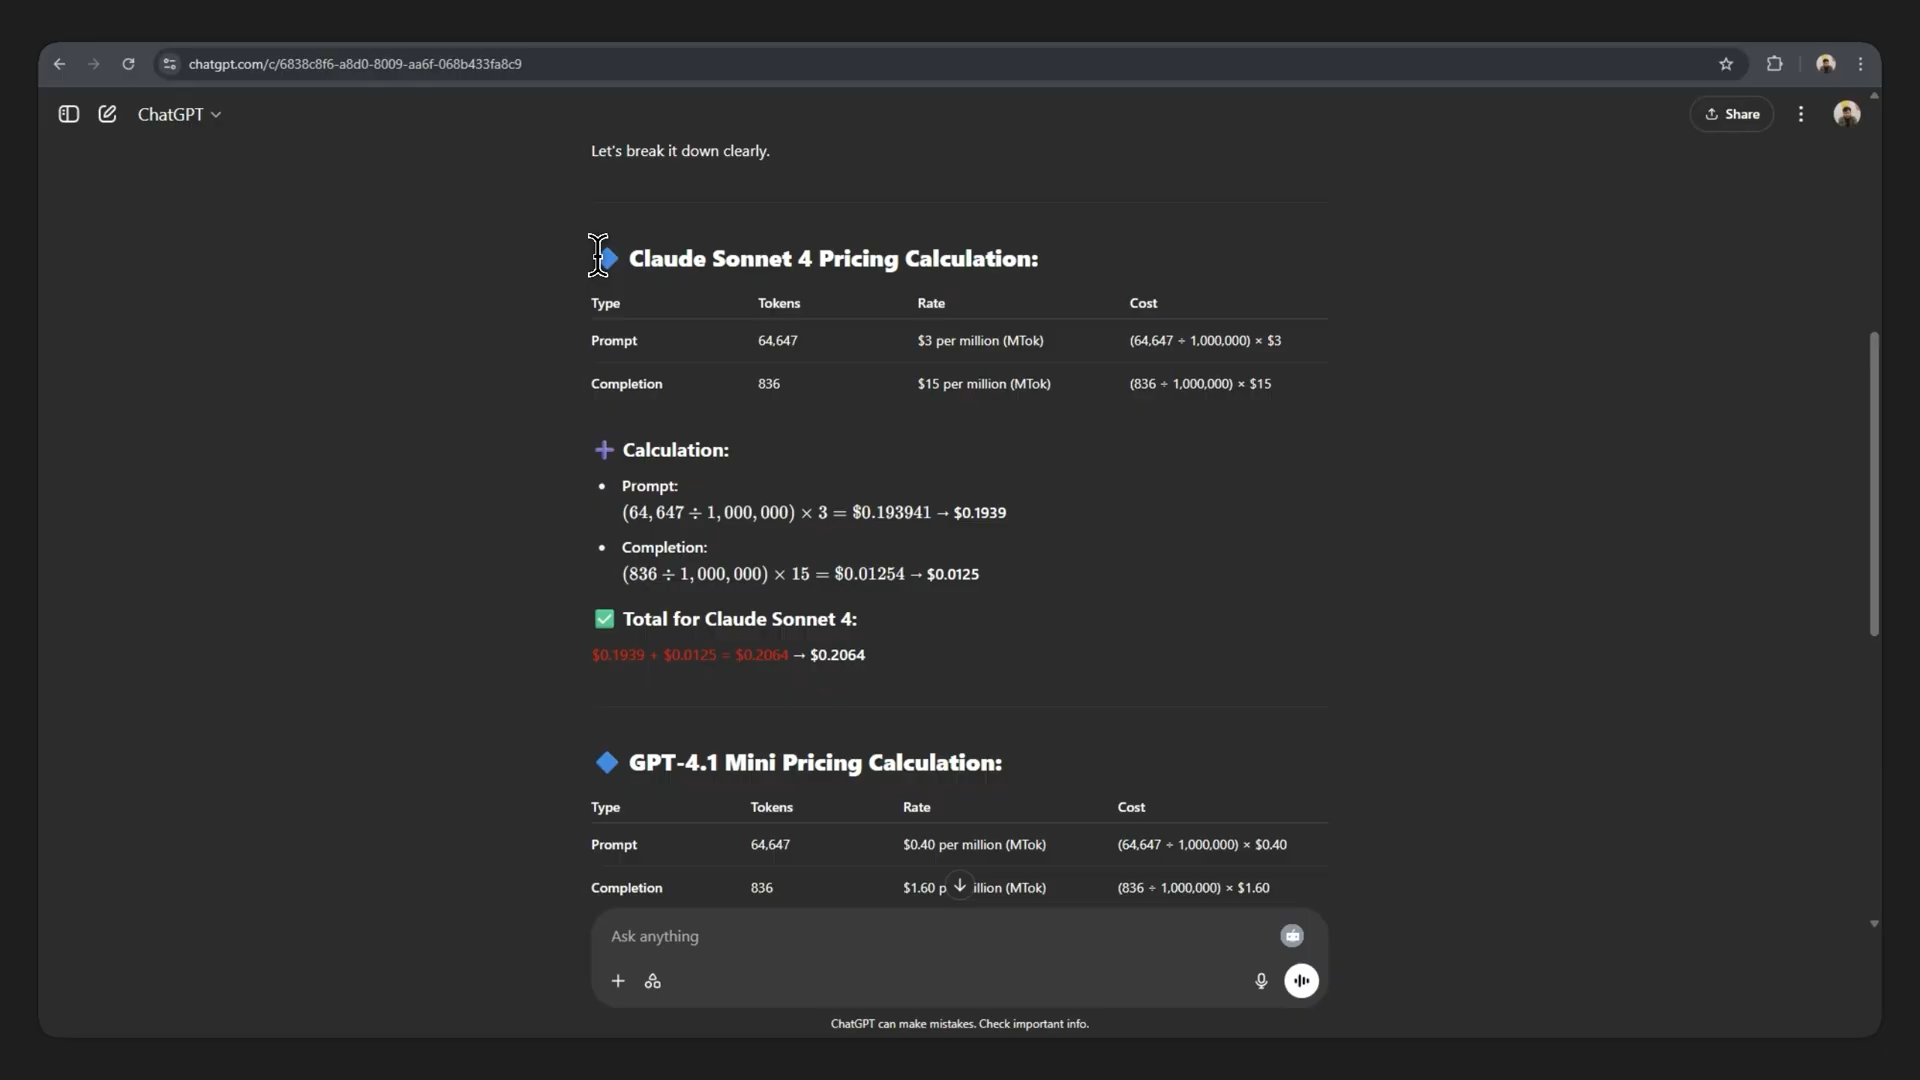 chatgpt.com/c/6838c8f6-a8d0-8009-aa6f-068b433fa8c9
ChatGPT
Share
Let's break it down clearly.
Claude Sonnet 4 Pricing Calculation:
Type Tokens Rate Cost
Prompt 64,647 $3 per million (MTok) (64,647 ÷ 1,000,000) × $3
Completion 836 $15 per million (MTok) (836 ÷ 1,000,000) × $15
Calculation:
• Prompt:
(64,647 ÷ 1,000,000) × 3 = $0.193941 → $0.1939
• Completion:
(836 ÷ 1,000,000) × 15 = $0.01254 → $0.0125
Total for Claude Sonnet 4:
$0.1939 + $0.0125 = $0.2064 → $0.2064
GPT-4.1 Mini Pricing Calculation:
Type Tokens Rate Cost
Prompt 64,647 $0.40 per million (MTok) (64,647 ÷ 1,000,000) × $0.40
Completion 836 $1.60 p illion (MTok) (836 ÷ 1,000,000) × $1.60
Ask anything
ChatGPT can make mistakes. Check important info.